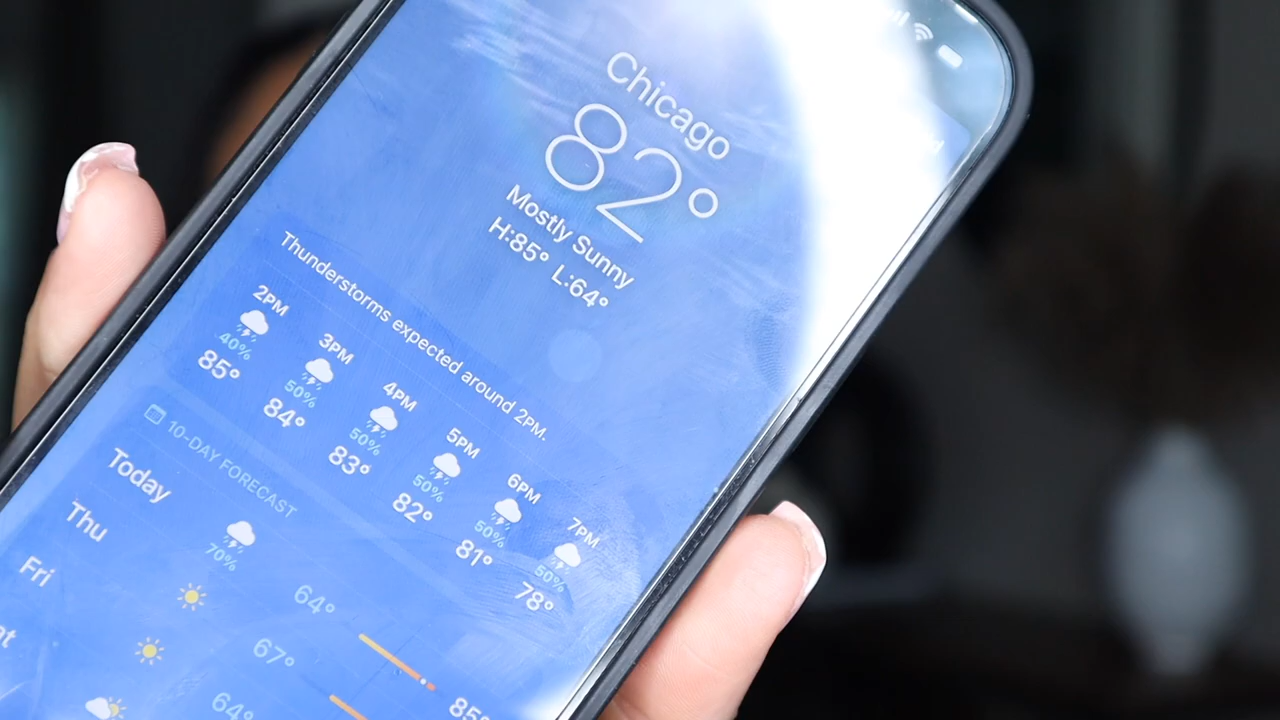 Chicago
82°
Mostly Sunny
H:85° L:64°
Thunderstorms expected around 2PM.
2PM 3PM 4PM 5PM 6PM 7PM
40% 50% 50% 50% 50% 50%
85° 84° 83° 82° 81° 78°
10-DAY FORECAST
Today 70% 64° 85°
Thu 67°
Fri 64°